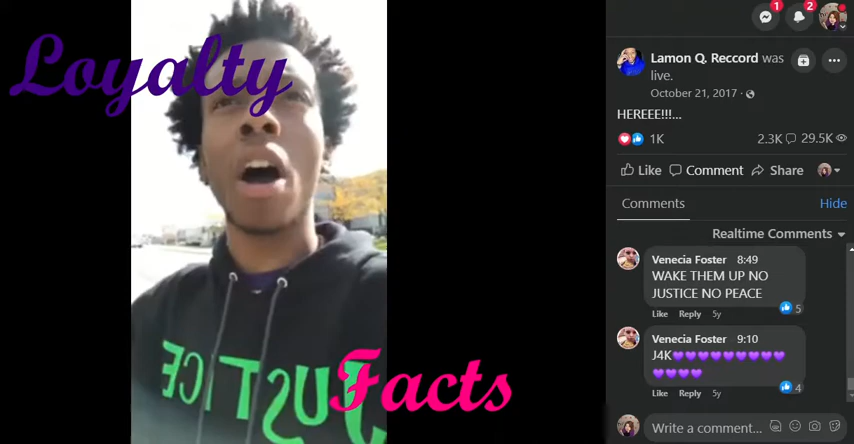 Loyalty
JUSTICE
Facts
1
2
Lamon Q. Reccord was
live.
October 21, 2017 ·
HEREEE!!!...
1K
2.3K
29.5K
Like
Comment
Share
Comments
Hide
Realtime Comments
Venecia Foster 8:49
WAKE THEM UP NO
JUSTICE NO PEACE
5
Like Reply 5y
Venecia Foster 9:10
J4K💜💜💜💜💜💜💜💜💜
💜💜💜💜
4
Like Reply 5y
Write a comment...